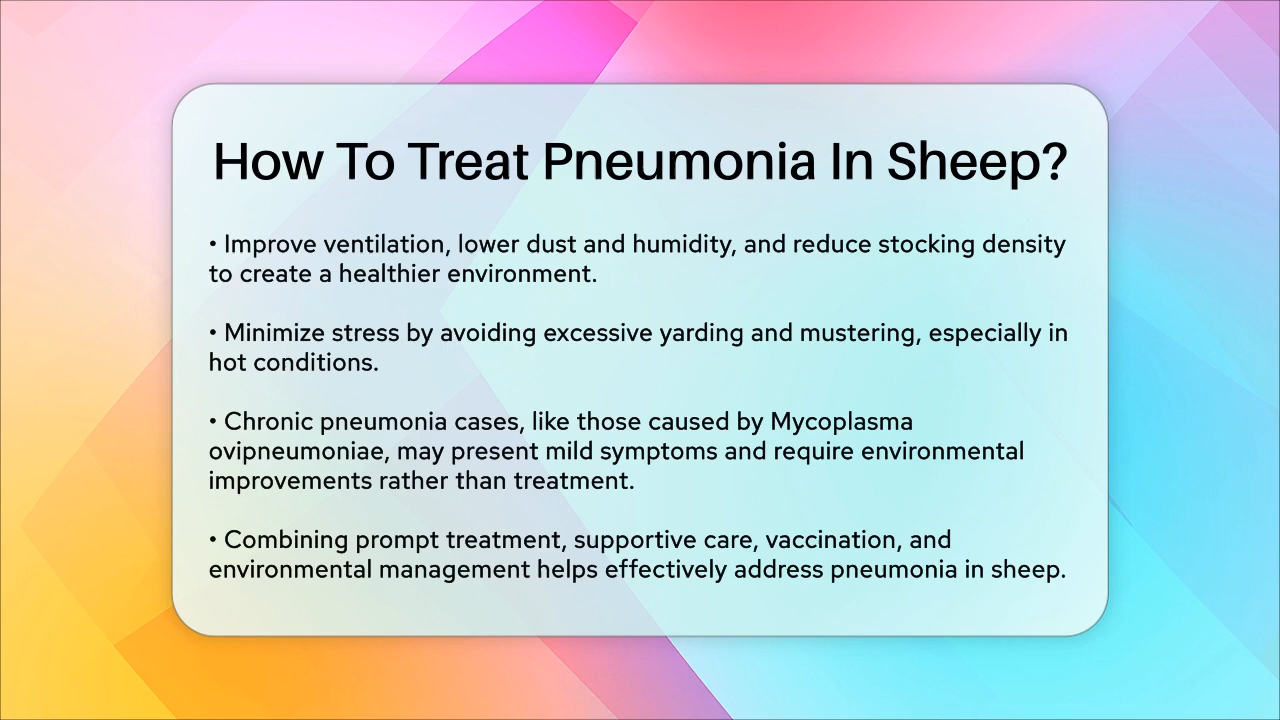 How To Treat Pneumonia In Sheep?
• Improve ventilation, lower dust and humidity, and reduce stocking density
to create a healthier environment.
• Minimize stress by avoiding excessive yarding and mustering, especially in
hot conditions.
• Chronic pneumonia cases, like those caused by Mycoplasma
ovipneumoniae, may present mild symptoms and require environmental
improvements rather than treatment.
• Combining prompt treatment, supportive care, vaccination, and
environmental management helps effectively address pneumonia in sheep.